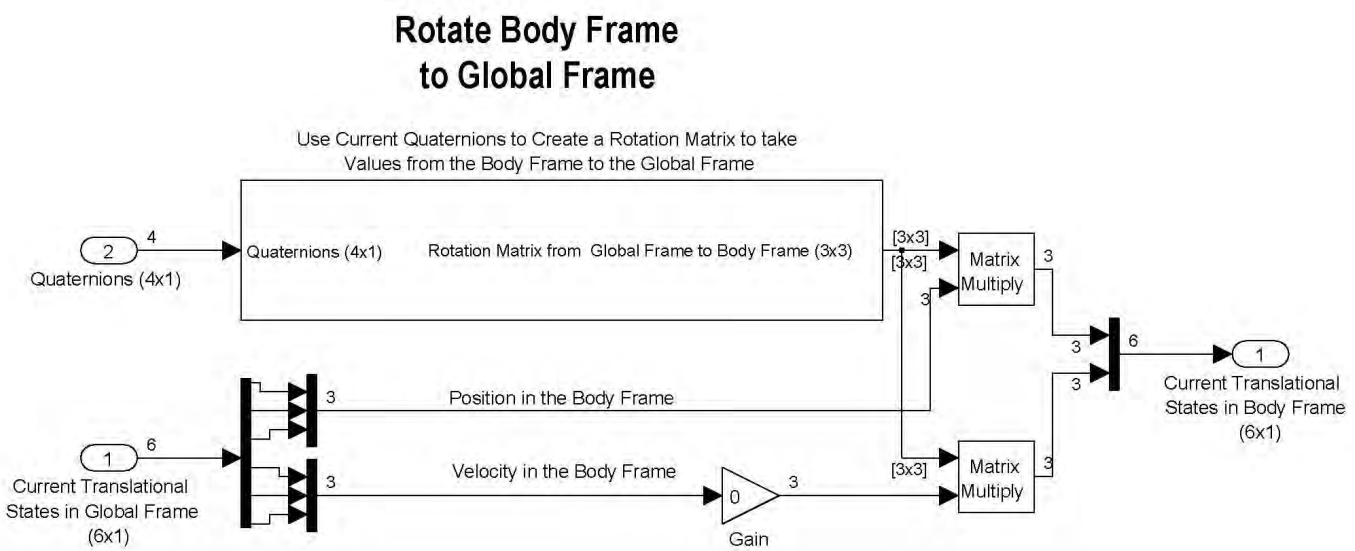 Rotate Body Frame
to Global Frame
Use Current Quaternions to Create a Rotation Matrix to take
Values from the Body Frame to the Global Frame
2
4
Quaternions (4x1)
Quaternions (4x1)
Rotation Matrix from Global Frame to Body Frame (3x3)
[3x3]
[3x3]
3
Matrix
Multiply
3
3
3
6
1
Current Translational
States in Body Frame
(6x1)
1
6
Current Translational
States in Global Frame
(6x1)
3
Position in the Body Frame
3
Velocity in the Body Frame
0
Gain
3
[3x3]
Matrix
Multiply
3